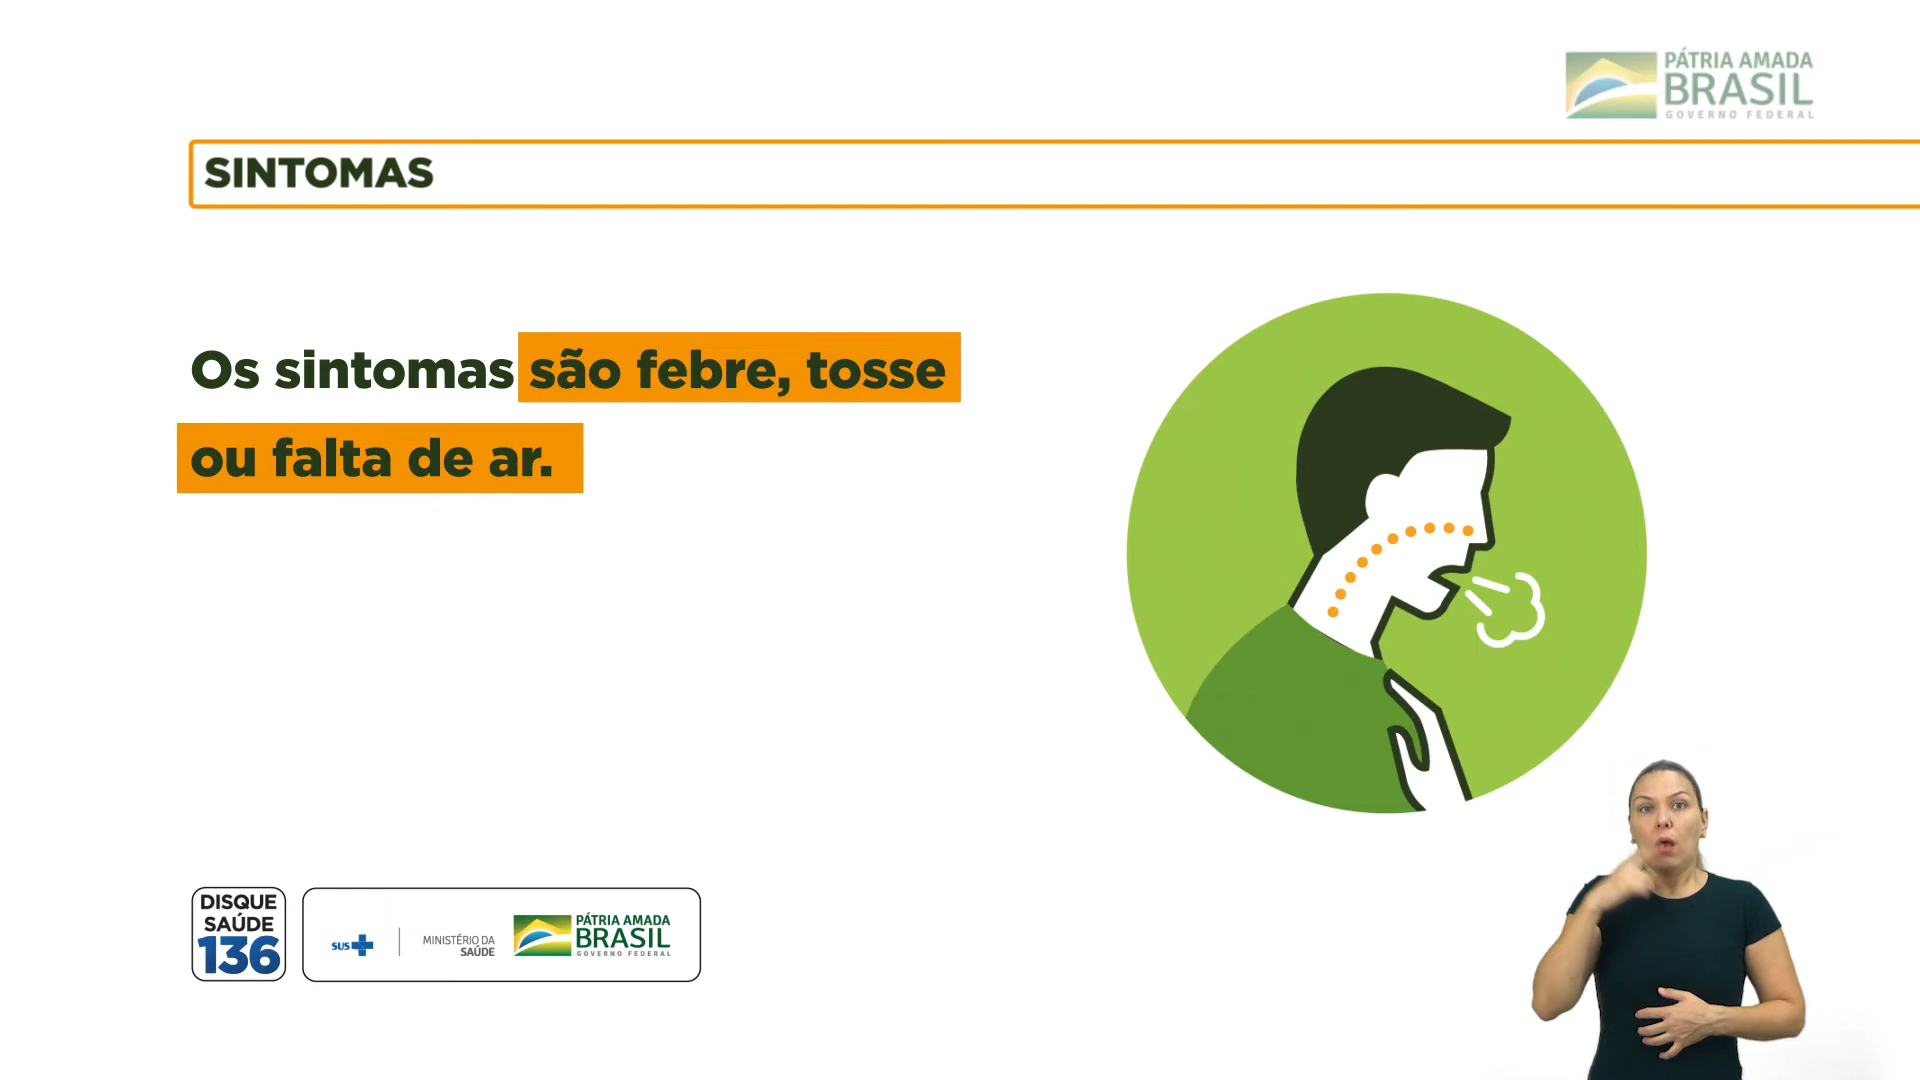 PÁTRIA AMADA
BRASIL
GOVERNO FEDERAL
SINTOMAS
Os sintomas são febre, tosse
ou falta de ar.
DISQUE
SAÚDE
136
SUS
MINISTÉRIO DA
SAÚDE
PÁTRIA AMADA
BRASIL
GOVERNO FEDERAL